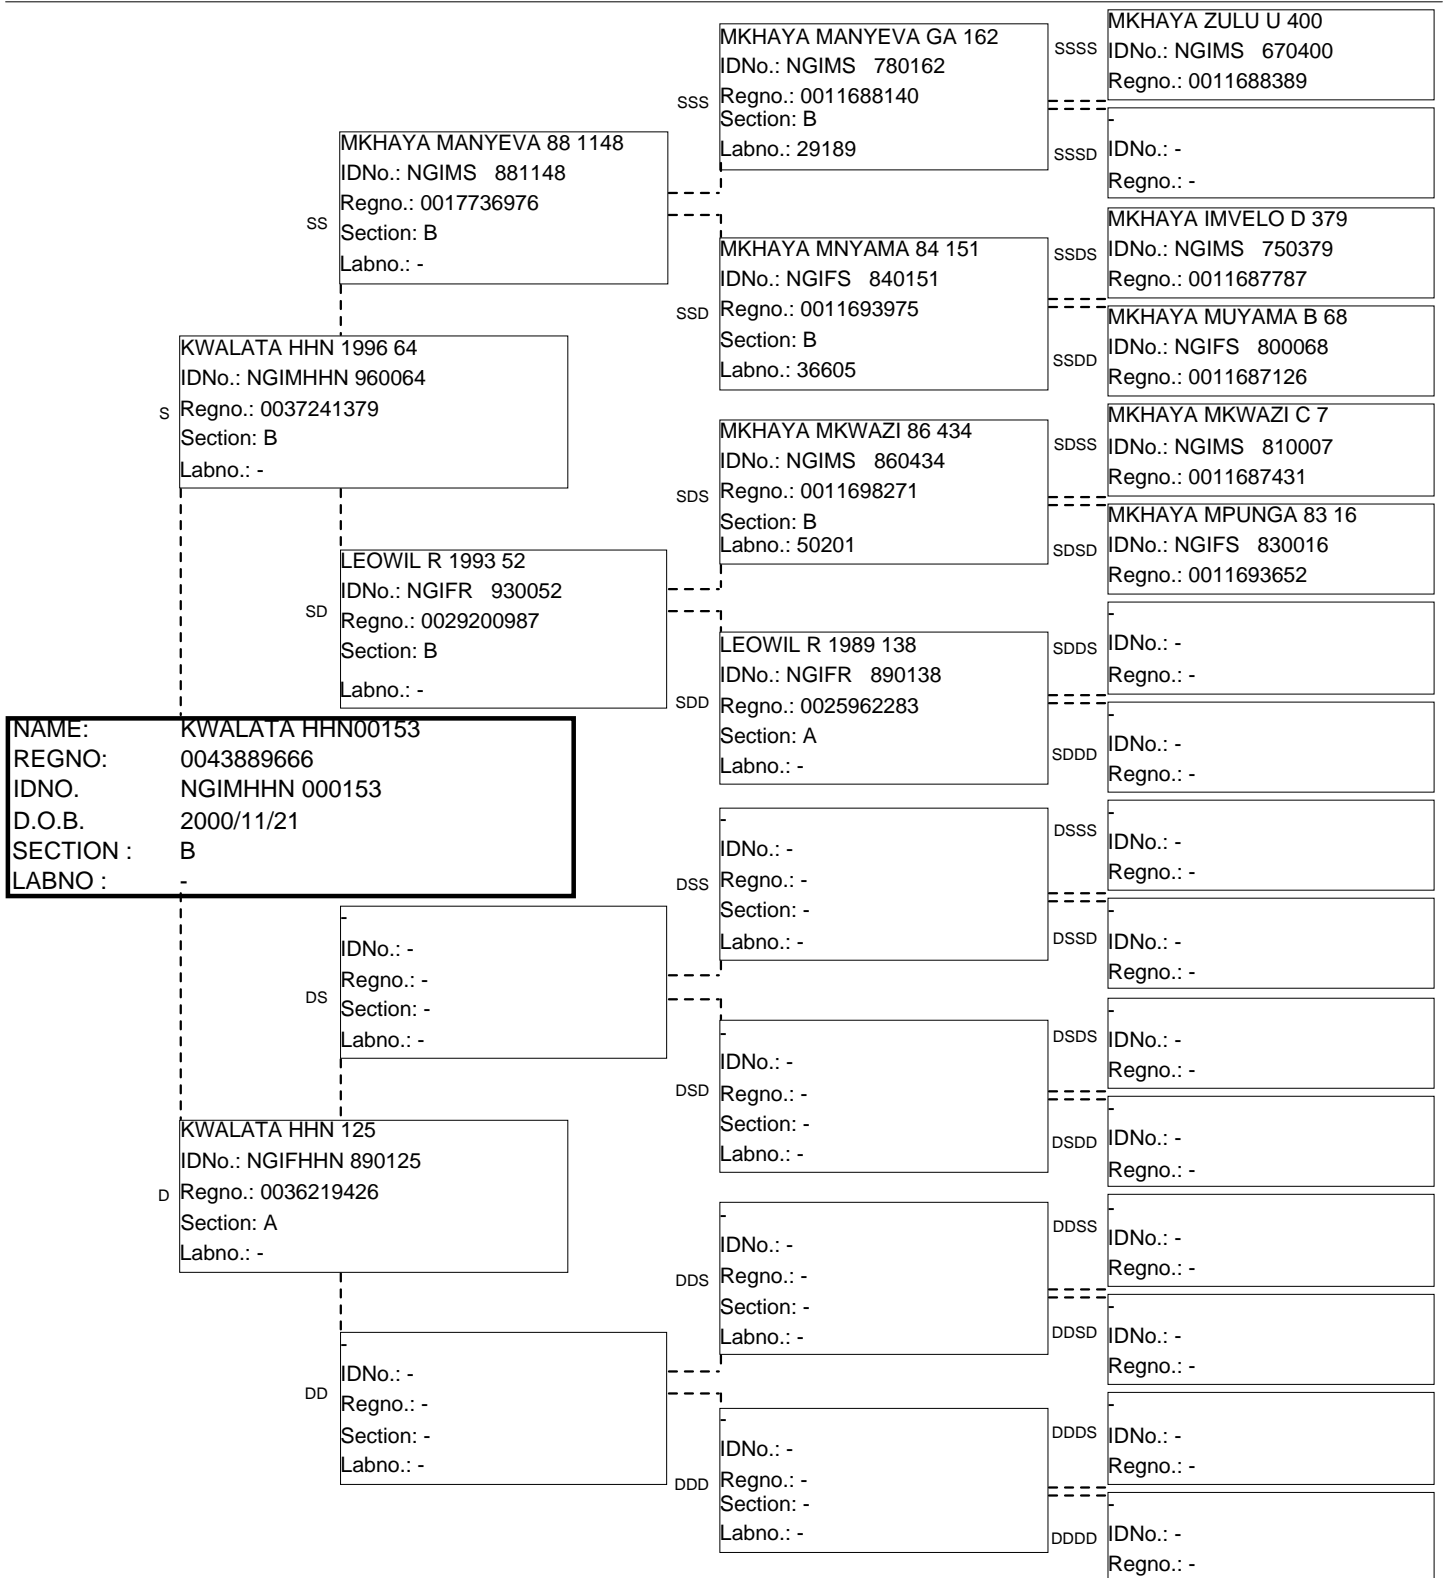 MKHAYA ZULU U 400
SSSS IDNo.: NGIMS 670400
Regno.: 0011688389
MKHAYA MANYEVA GA 162
IDNo.: NGIMS 780162
SSS Regno.: 0011688140
Section: B
Labno.: 29189
-
SSSD IDNo.: -
Regno.: -
MKHAYA MANYEVA 88 1148
IDNo.: NGIMS 881148
Regno.: 0017736976
SS Section: B
Labno.: -
MKHAYA IMVELO D 379
SSDS IDNo.: NGIMS 750379
Regno.: 0011687787
MKHAYA MNYAMA 84 151
IDNo.: NGIFS 840151
SSD Regno.: 0011693975
Section: B
Labno.: 36605
MKHAYA MUYAMA B 68
SSDD IDNo.: NGIFS 800068
Regno.: 0011687126
KWALATA HHN 1996 64
IDNo.: NGIMHHN 960064
S Regno.: 0037241379
Section: B
Labno.: -
MKHAYA MKWAZI C 7
SDSS IDNo.: NGIMS 810007
Regno.: 0011687431
MKHAYA MKWAZI 86 434
IDNo.: NGIMS 860434
SDS Regno.: 0011698271
Section: B
Labno.: 50201
MKHAYA MPUNGA 83 16
SDSD IDNo.: NGIFS 830016
Regno.: 0011693652
LEOWIL R 1993 52
IDNo.: NGIFR 930052
SD Regno.: 0029200987
Section: B
Labno.: -
-
SDDS IDNo.: -
Regno.: -
LEOWIL R 1989 138
IDNo.: NGIFR 890138
SDD Regno.: 0025962283
Section: A
Labno.: -
-
SDDD IDNo.: -
Regno.: -
NAME: KWALATA HHN00153
REGNO: 0043889666
IDNO. NGIMHHN 000153
D.O.B. 2000/11/21
SECTION : B
LABNO : -
-
DSSS IDNo.: -
Regno.: -
-
IDNo.: -
DSS Regno.: -
Section: -
Labno.: -
-
DSSD IDNo.: -
Regno.: -
-
IDNo.: -
Regno.: -
DS Section: -
Labno.: -
-
DSDS IDNo.: -
Regno.: -
-
IDNo.: -
DSD Regno.: -
Section: -
Labno.: -
-
DSDD IDNo.: -
Regno.: -
KWALATA HHN 125
IDNo.: NGIFHHN 890125
D Regno.: 0036219426
Section: A
Labno.: -
-
DDSS IDNo.: -
Regno.: -
-
IDNo.: -
DDS Regno.: -
Section: -
Labno.: -
-
DDSD IDNo.: -
Regno.: -
-
IDNo.: -
DD Regno.: -
Section: -
Labno.: -
-
DDDS IDNo.: -
Regno.: -
-
IDNo.: -
DDD Regno.: -
Section: -
Labno.: -
-
DDDD IDNo.: -
Regno.: -